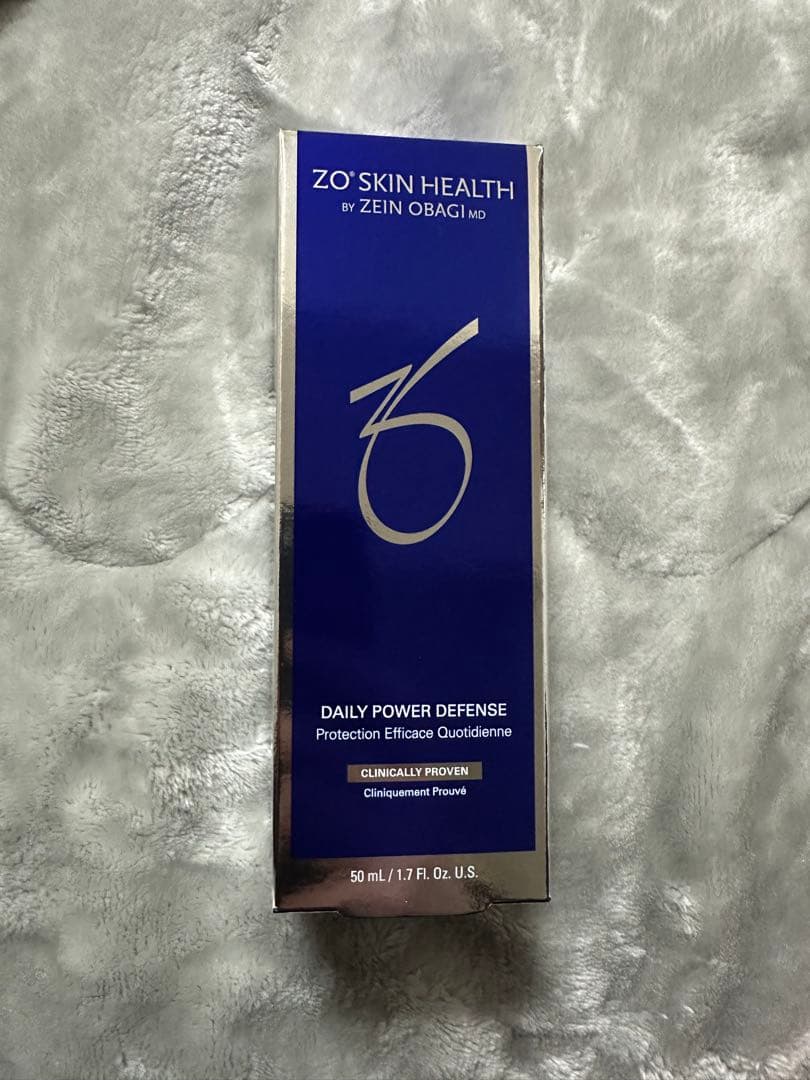 ZO® SKIN HEALTH
BY ZEIN OBAGI MD
DAILY POWER DEFENSE
Protection Efficace Quotidienne
CLINICALLY PROVEN
Cliniquement Prouvé
50 mL / 1.7 Fl. Oz. U.S.